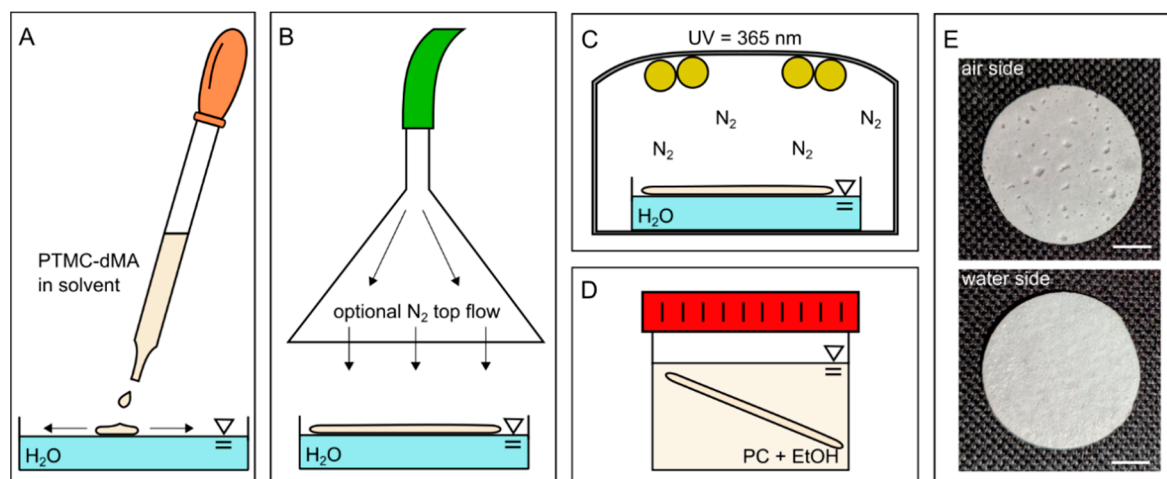 A
PTMC-dMA
in solvent
H₂O
B
optional N₂ top flow
H₂O
C
UV = 365 nm
N₂
N₂
N₂
N₂
H₂O
D
PC + EtOH
E
air side
water side